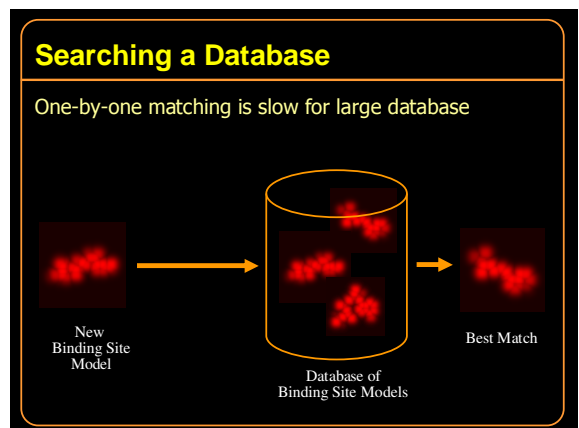 Searching a Database
One-by-one matching is slow for large database
New
Binding Site
Model
Database of
Binding Site Models
Best Match